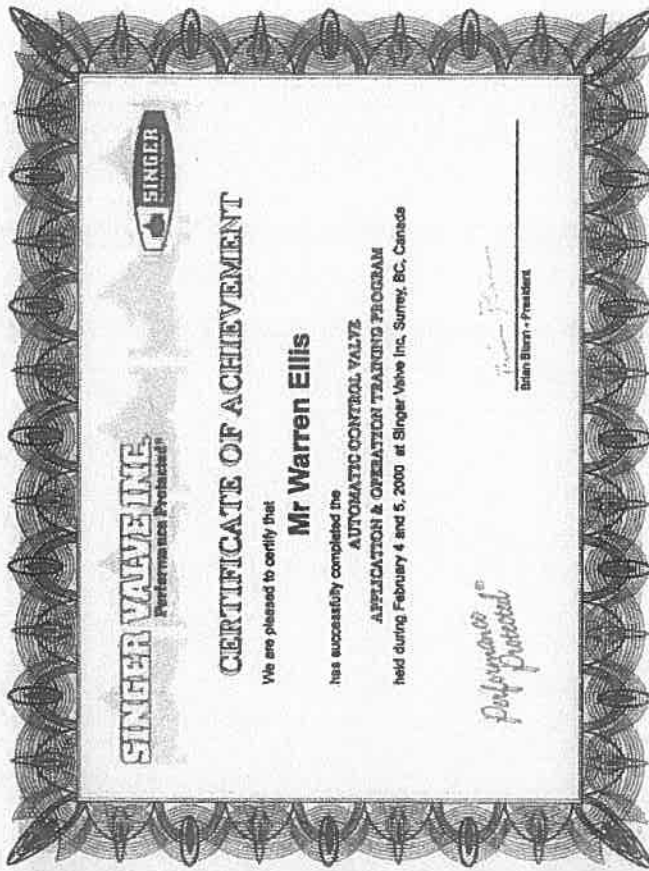 SINGER VALVE INC.
Performance Protected®
SINGER
CERTIFICATE OF ACHIEVEMENT
We are pleased to certify that
Mr Warren Ellis
has successfully completed the
AUTOMATIC CONTROL VALVE
APPLICATION & OPERATION TRAINING PROGRAM
held during February 4 and 5, 2000 at Singer Valve Inc, Surrey, BC, Canada
Performance
Protected®
Brian Blann - President